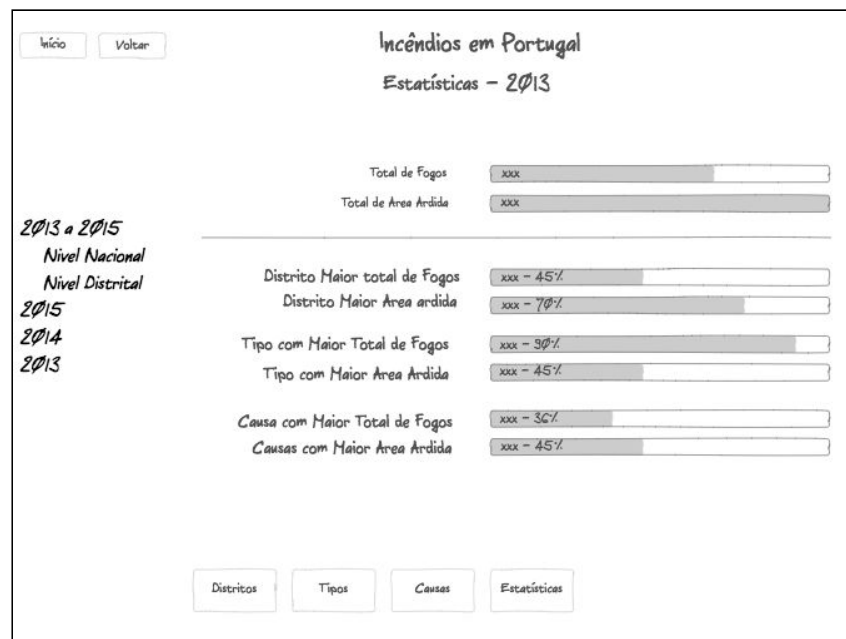 Início
Voltar
Incêndios em Portugal
Estatísticas - 2013
Total de Fogos
xxx
Total de Area Ardida
xxx
2013 a 2015
Nivel Nacional
Nivel Distrital
2015
2014
2013
Distrito Maior total de Fogos
xxx - 45%
Distrito Maior Area ardida
xxx - 70%
Tipo com Maior Total de Fogos
xxx - 90%
Tipo com Maior Area Ardida
xxx - 45%
Causa com Maior Total de Fogos
xxx - 36%
Causas com Maior Area Ardida
xxx - 45%
Distritos
Tipos
Causas
Estatísticas